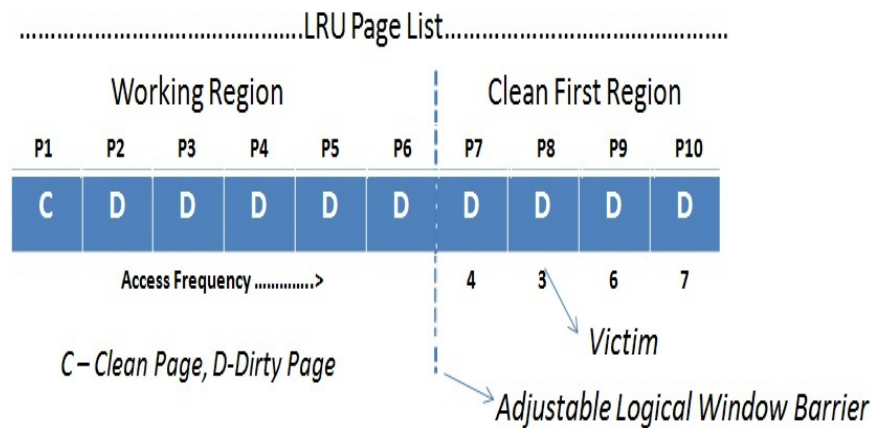 ............................................LRU Page List............................................
Working Region Clean First Region
P1 P2 P3 P4 P5 P6 P7 P8 P9 P10
C D D D D D D D D D
Access Frequency ..............> 4 3 6 7
Victim
C – Clean Page, D-Dirty Page
Adjustable Logical Window Barrier